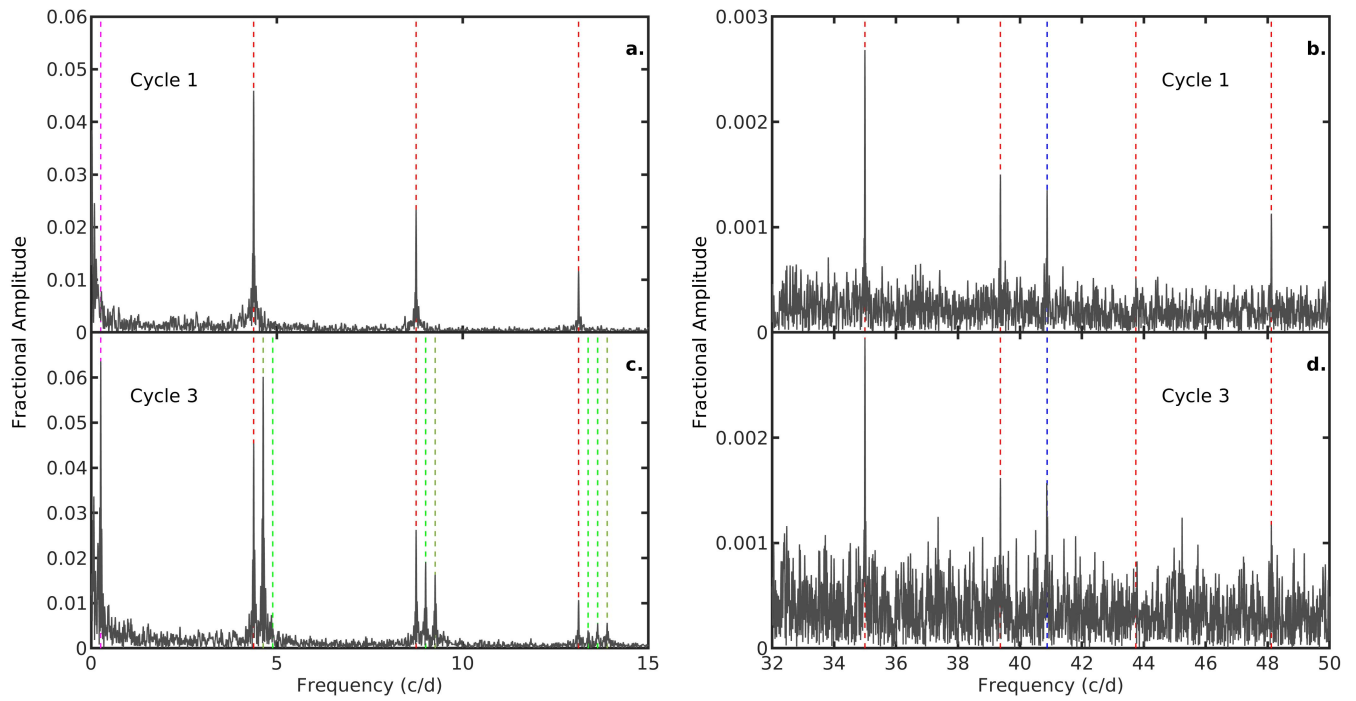 0.06
0.05
0.04
0.03
0.02
0.01
0
a.
Cycle 1
0.003
0.002
0.001
0
b.
Cycle 1
Fractional Amplitude
0.06
0.05
0.04
0.03
0.02
0.01
0
c.
Cycle 3
0 5 10 15
Frequency (c/d)
Fractional Amplitude
0.002
0.001
0
d.
Cycle 3
32 34 36 38 40 42 44 46 48 50
Frequency (c/d)